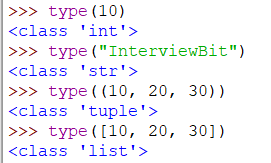 >>> type(10)
<class 'int'>
>>> type("InterviewBit")
<class 'str'>
>>> type((10, 20, 30))
<class 'tuple'>
>>> type([10, 20, 30])
<class 'list'>